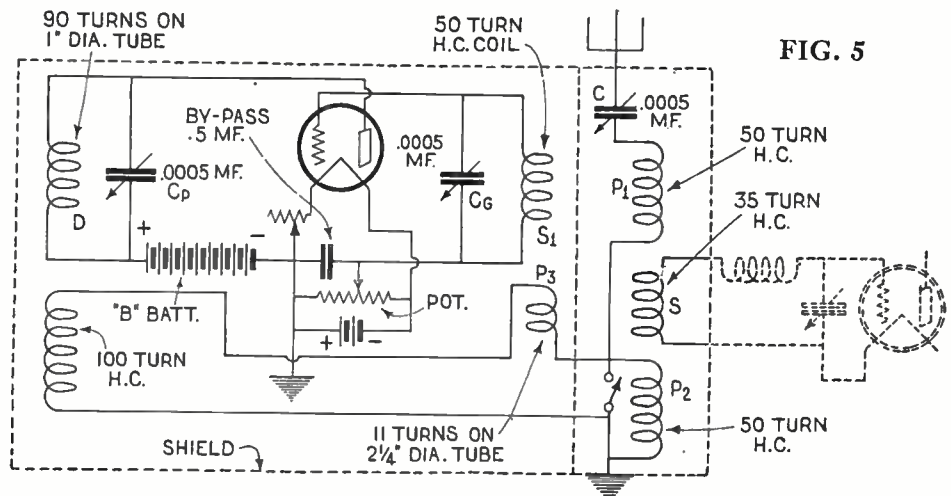 90 TURNS ON
1" DIA. TUBE
50 TURN
H.C. COIL
FIG. 5
BY-PASS
.5 MF.
.0005
MF.
C
.0005
MF.
50 TURN
H.C.
P1
35 TURN
H.C.
.0005 MF.
CP
D
CG
S1
+
-
P3
S
"B" BATT.
POT.
+
-
100 TURN
H.C.
P2
SHIELD
11 TURNS ON
2¼" DIA. TUBE
50 TURN
H.C.